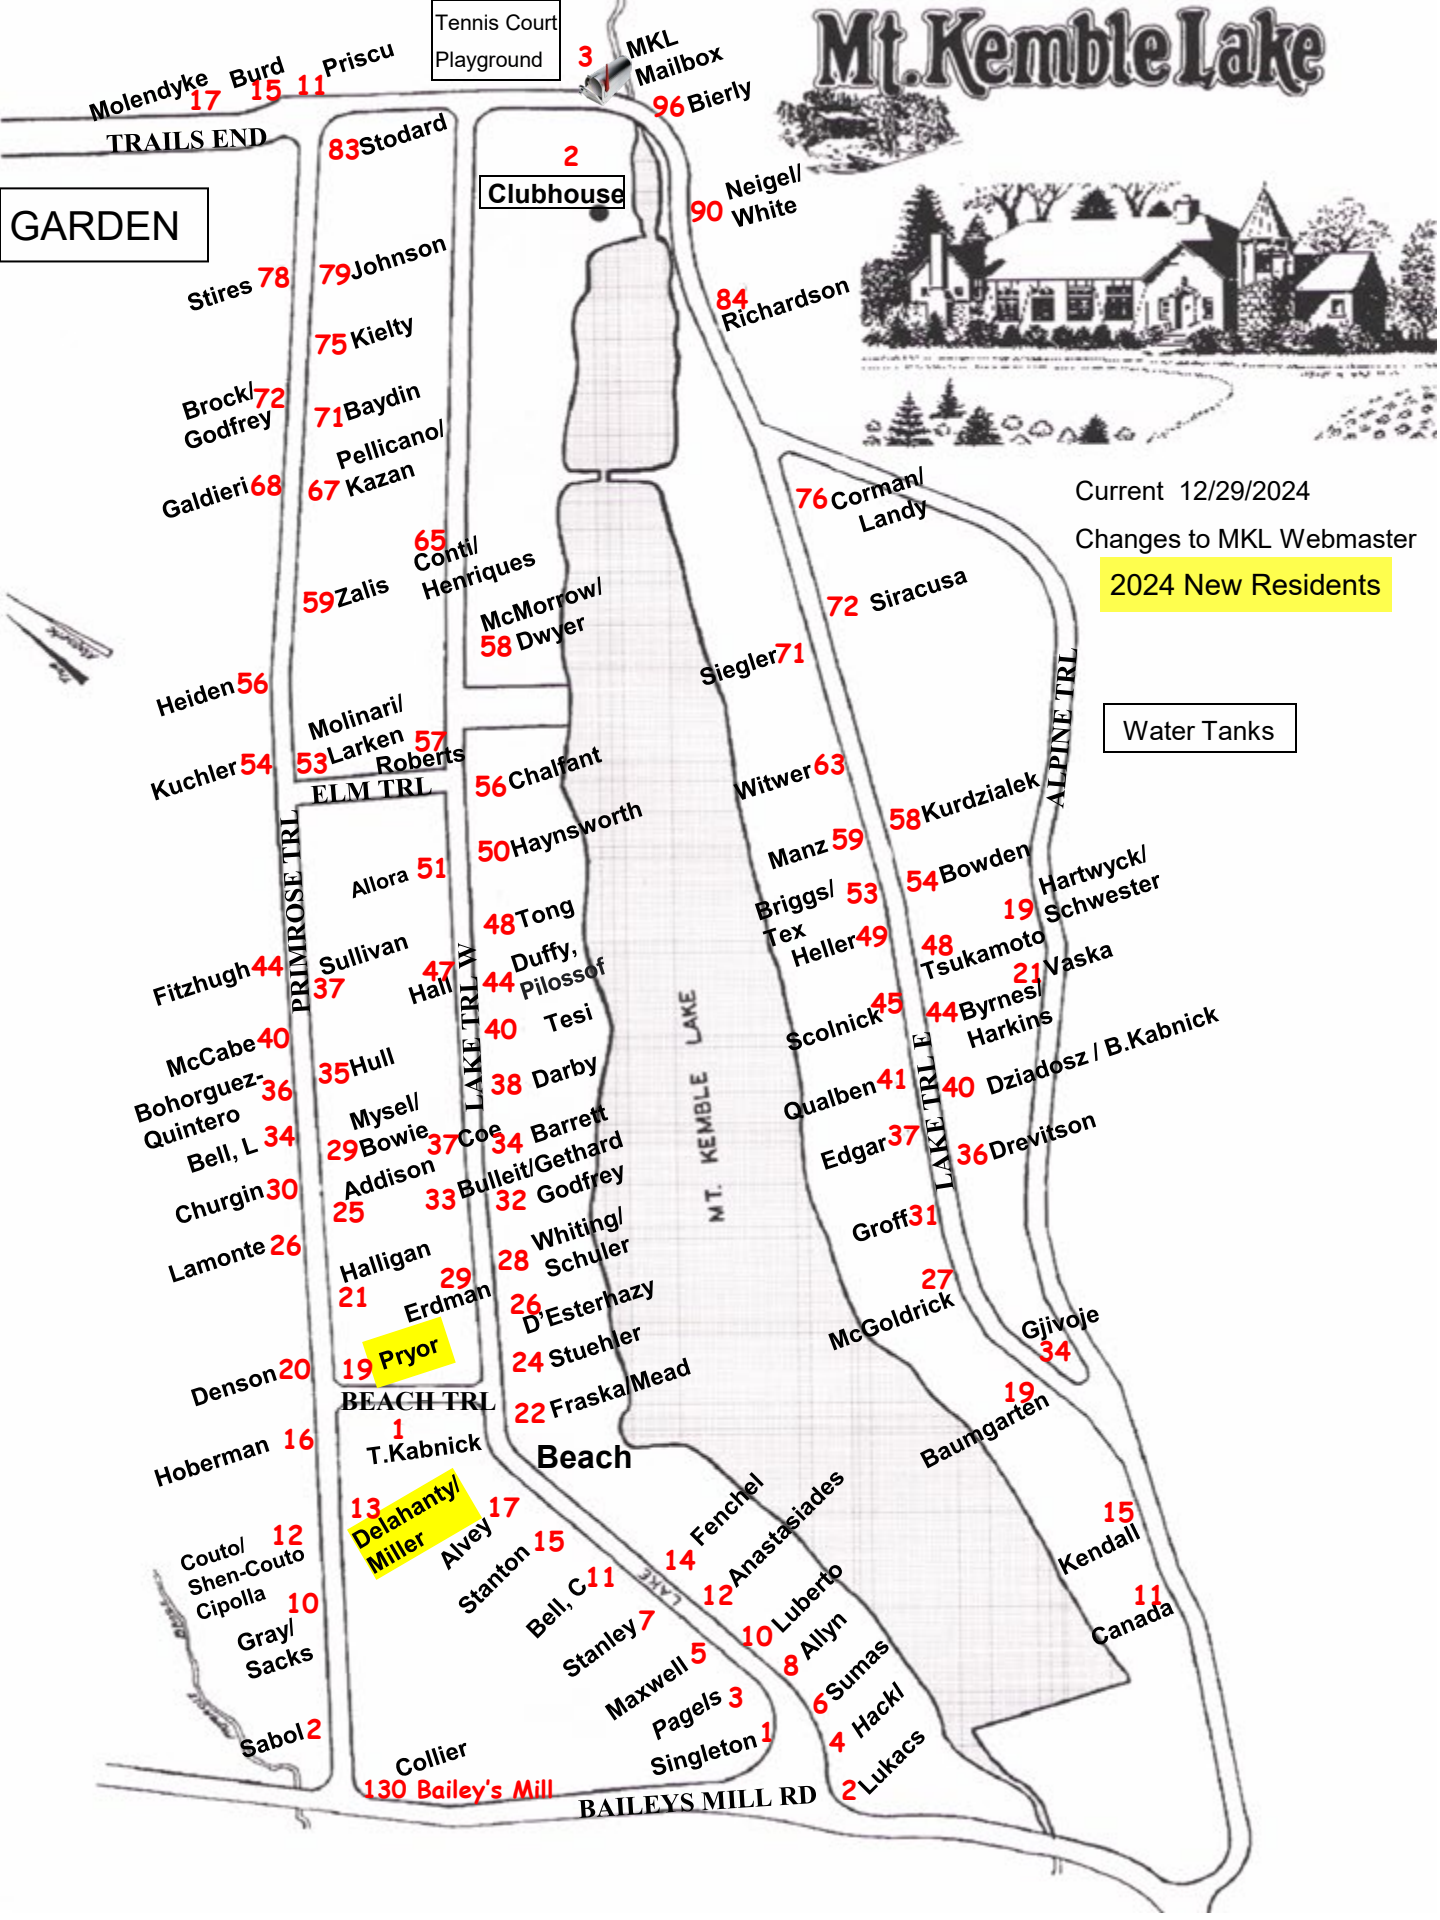 Tennis Court
Playground
Mt. Kemble Lake
3
MKL
Mailbox
Molendyke
17
Burd
15
11
Priscu
96 Bierly
TRAILS END
83 Stodard
2
Clubhouse
GARDEN
90
Neigel/
White
Stires 78
79 Johnson
84
Richardson
75 Kielty
Brock/
Godfrey
72
71 Baydin
Galdieri 68
67
Pellicano/
Kazan
76 Corman/
Landy
Current 12/29/2024
Changes to MKL Webmaster
2024 New Residents
65
Conti/
Henriques
59 Zalis
McMorrow/
58 Dwyer
72 Siracusa
Siegler 71
Heiden 56
Molinari/
53 Larken
57
Roberts
Water Tanks
ALPINE TRL
Kuchler 54
ELM TRL
56 Chalfant
Witwer 63
58 Kurdzialek
PRIMROSE TRL
50 Haynsworth
Manz 59
54 Bowden
Allora 51
Briggs/
Tex
53
19
Hartwyck/
Schwester
48 Tong
Heller 49
48
Tsukamoto
Fitzhugh 44
Sullivan
37
47
Hall
LAKE TRL W
44
Duffy,
Pilossof
21 Vaska
MT. KEMBLE LAKE
45
Scolnick
44 Byrnes/
Harkins
McCabe 40
40 Tesi
LAKE TRL E
Bohorguez-
Quintero
36
35 Hull
38 Darby
Qualben 41
40 Dziadosz / B.Kabnick
Bell, L 34
Mysel/
29 Bowie
37 Coe
34 Barrett
Edgar 37
36 Drevitson
Churgin 30
Addison
25
33
Bulleit/Gethard
32 Godfrey
Groff 31
Lamonte 26
Halligan
21
29
Erdman
28
Whiting/
Schuler
27
McGoldrick
26
D'Esterhazy
Gjivoje
34
Denson 20
19 Pryor
24 Stuehler
BEACH TRL
22 Fraska/Mead
19
Baumgarten
Hoberman 16
1
T.Kabnick
Beach
13
Delahanty/
Miller
17
Alvey
15
Stanton
11
Bell, C
14
Fenchel
12
Anastasiades
15
Kendall
Couto/
Shen-Couto
Cipolla
12
LAKE
10
Gray/
Sacks
7
Stanley
10 Luberto
11
Canada
5
Maxwell
8 Allyn
3
Pagels
6
Sumas
Sabol 2
1
Singleton
4
Hackl
Collier
130 Bailey's Mill
2
Lukacs
BAILEYS MILL RD